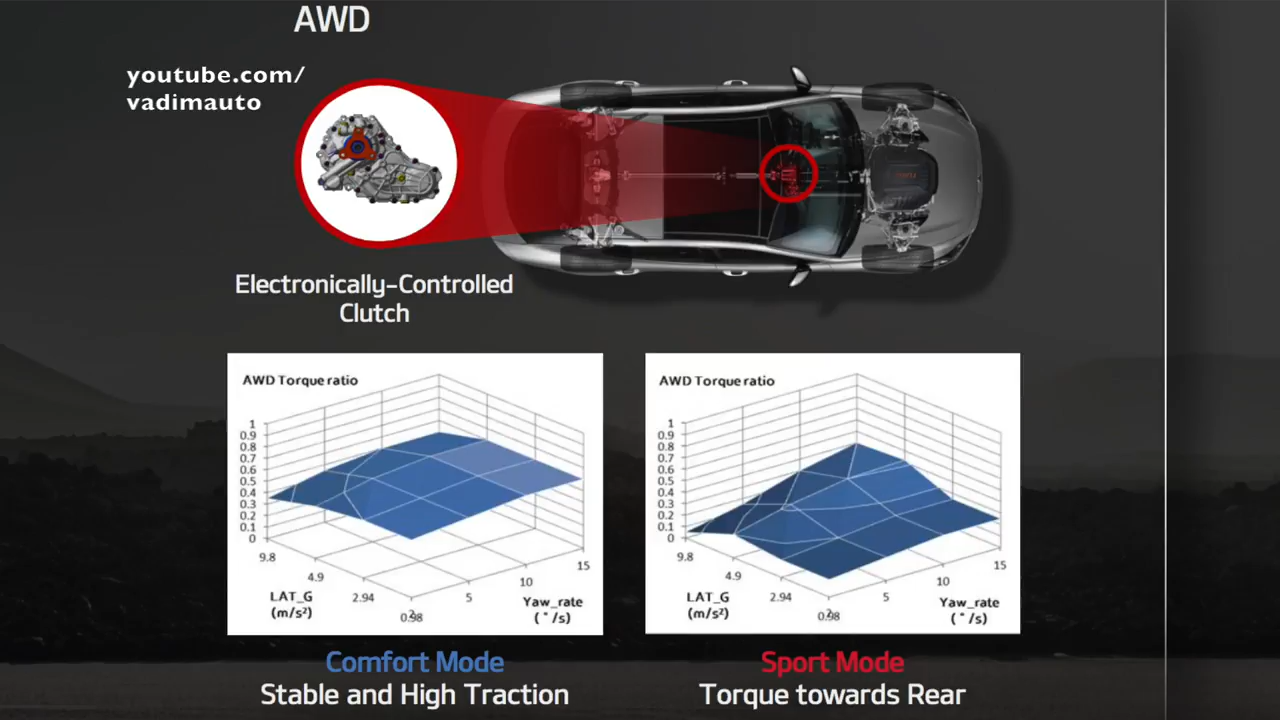 AWD
youtube.com/
vadimauto
Electronically-Controlled
Clutch
AWD Torque ratio
1
0.9
0.8
0.7
0.6
0.5
0.4
0.3
0.2
0.1
0
9.8
4.9
2.94
0.98
2
5
10
15
LAT_G
(m/s²)
Yaw_rate
(˚/s)
AWD Torque ratio
1
0.9
0.8
0.7
0.6
0.5
0.4
0.3
0.2
0.1
0
9.8
4.9
2.94
0.98
2
5
10
15
LAT_G
(m/s²)
Yaw_rate
(˚/s)
Comfort Mode
Stable and High Traction
Sport Mode
Torque towards Rear